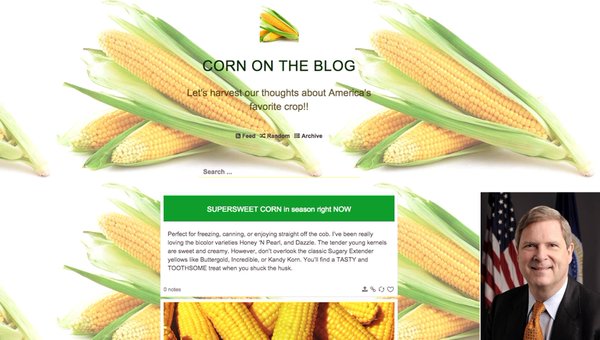 CORN ON THE BLOG
Let's harvest our thoughts about America's
favorite crop!!
Feed Random Archive
Search ...
SUPERSWEET CORN in season right NOW
Perfect for freezing, canning, or enjoying straight off the cob. I've been really
loving the bicolor varieties Honey 'N Pearl, and Dazzle. The tender young kernels
are sweet and creamy. However, don't overlook the classic Sugary Extender
yellows like Buttergold, Incredible, or Kandy Korn. You'll find a TASTY and
TOOTHSOME treat when you shuck the husk.
0 notes